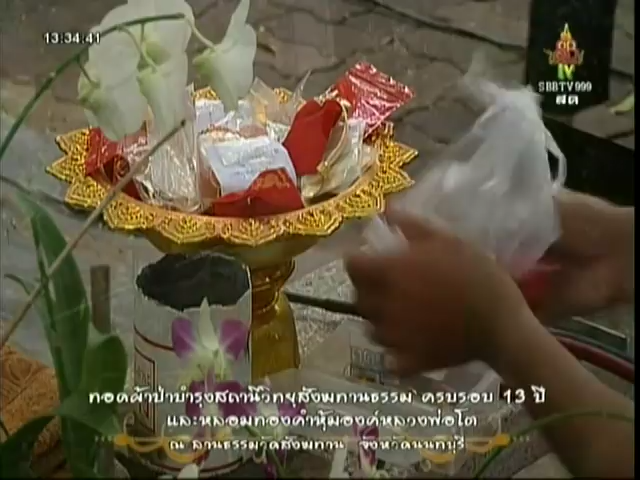 13:34:41
SBBTV999
สด
ทอดผ้าป่าบำรุงสถานีวิทยุสังฆทานธรรม ครบรอบ 13 ปี
และหลอมทองคำหุ้มองค์หลวงพ่อโต
ณ ลานธรรมวัดสังฆทาน จังหวัดนนทบุรี